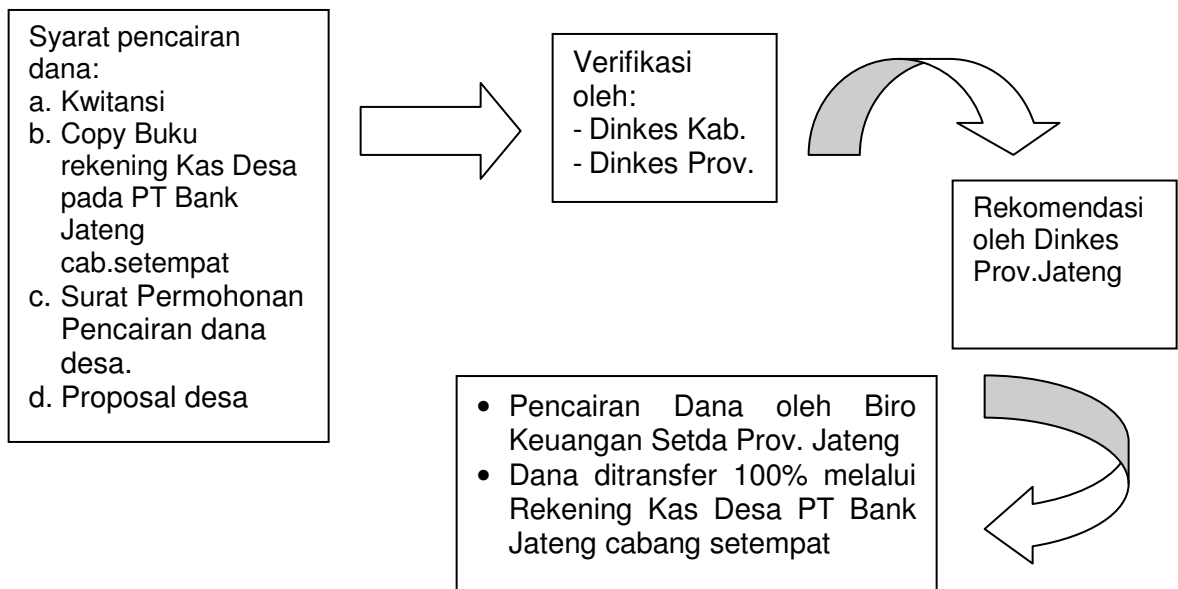 Syarat pencairan
dana:
a. Kwitansi
b. Copy Buku
rekening Kas Desa
pada PT Bank
Jateng
cab.setempat
c. Surat Permohonan
Pencairan dana
desa.
d. Proposal desa
Verifikasi
oleh:
- Dinkes Kab.
- Dinkes Prov.
Rekomendasi
oleh Dinkes
Prov.Jateng
• Pencairan Dana oleh Biro
Keuangan Setda Prov. Jateng
• Dana ditransfer 100% melalui
Rekening Kas Desa PT Bank
Jateng cabang setempat